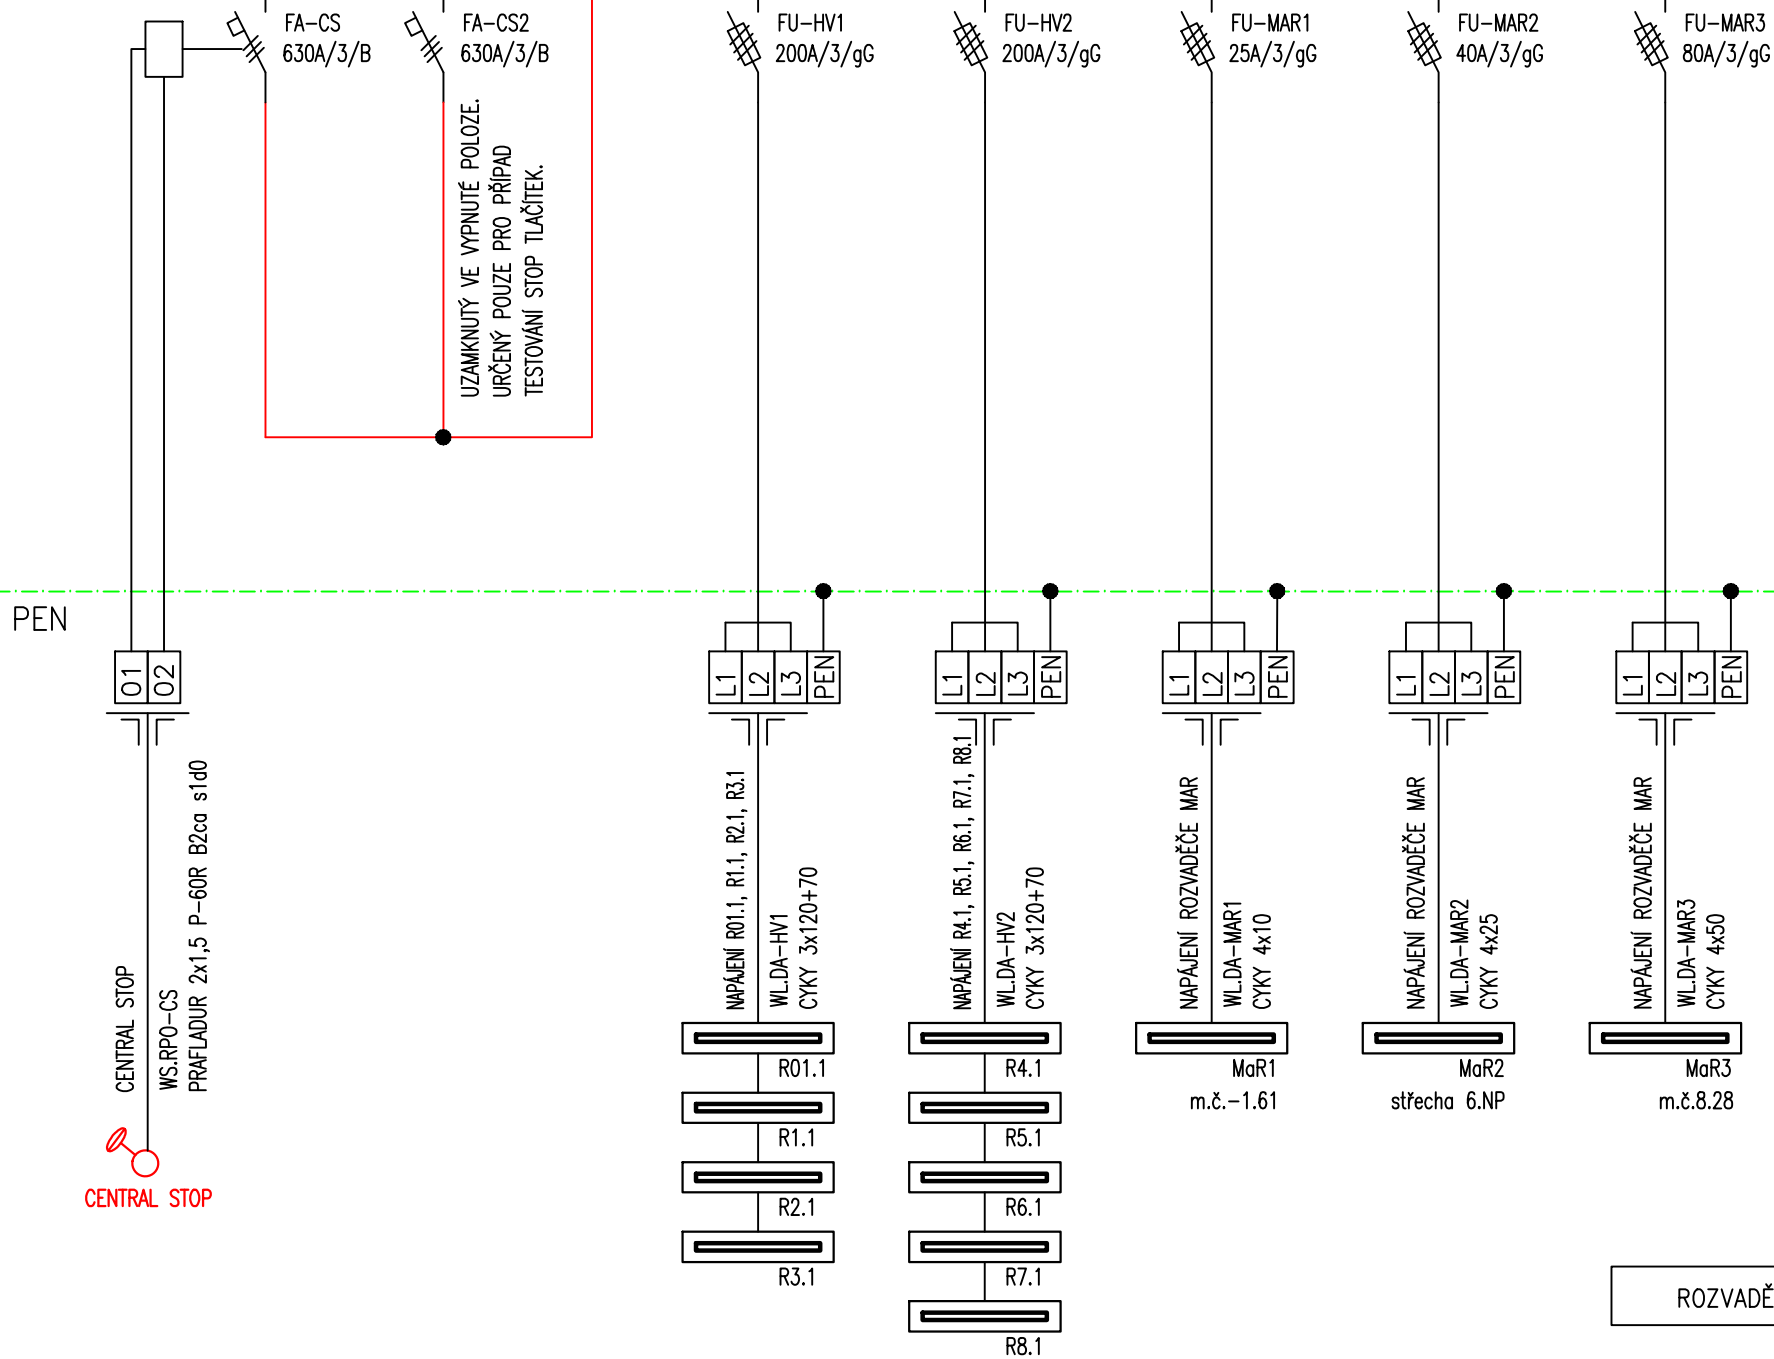 FA-CS
630A/3/B
FA-CS2
630A/3/B
FU-HV1
200A/3/gG
FU-HV2
200A/3/gG
FU-MAR1
25A/3/gG
FU-MAR2
40A/3/gG
FU-MAR3
80A/3/gG
UZAMKNUTÝ VE VYPNUTÉ POLOZE.
URČENÝ POUZE PRO PŘÍPAD
TESTOVÁNÍ STOP TLAČÍTEK.
PEN
O1 O2
L1 L2 L3 PEN
L1 L2 L3 PEN
L1 L2 L3 PEN
L1 L2 L3 PEN
L1 L2 L3 PEN
CENTRAL STOP
WS.RPO-CS
PRAFLADUR 2x1,5 P-60R B2ca s1d0
CENTRAL STOP
NAPÁJENÍ R01.1, R1.1, R2.1, R3.1
WL.DA-HV1
CYKY 3x120+70
R01.1
R1.1
R2.1
R3.1
NAPÁJENÍ R4.1, R5.1, R6.1, R7.1, R8.1
WL.DA-HV2
CYKY 3x120+70
R4.1
R5.1
R6.1
R7.1
R8.1
NAPÁJENÍ ROZVADĚČE MAR
WL.DA-MAR1
CYKY 4x10
MaR1
m.č.-1.61
NAPÁJENÍ ROZVADĚČE MAR
WL.DA-MAR2
CYKY 4x25
MaR2
střecha 6.NP
NAPÁJENÍ ROZVADĚČE MAR
WL.DA-MAR3
CYKY 4x50
MaR3
m.č.8.28
ROZVADĚ